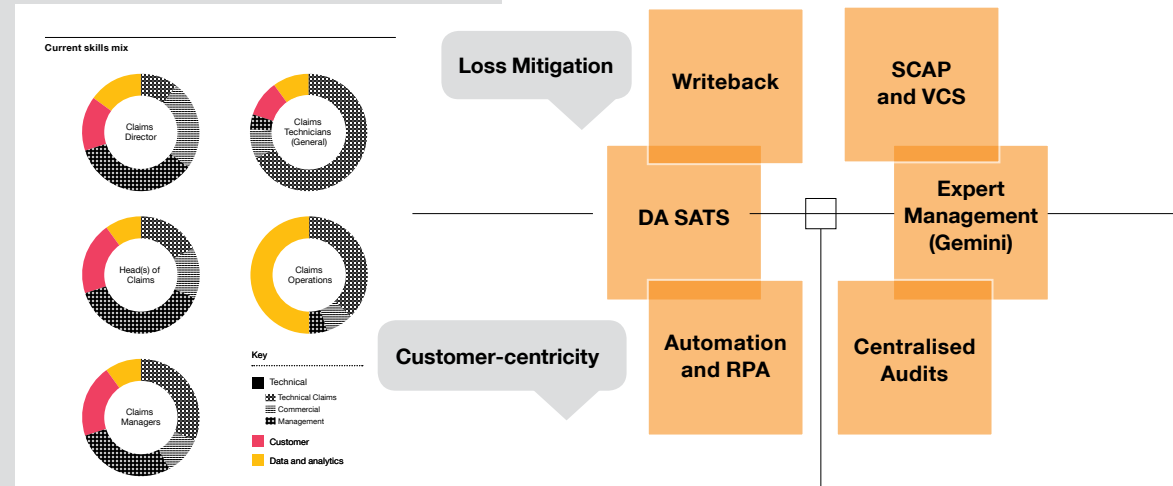 Current skills mix
Claims
Director
Claims
Technicians
(General)
Head(s) of
Claims
Claims
Operations
Claims
Managers
Key
Technical
Technical Claims
Commercial
Management
Customer
Data and analytics
Loss Mitigation
Customer-centricity
Writeback
SCAP
and VCS
DA SATS
Expert
Management
(Gemini)
Automation
and RPA
Centralised
Audits